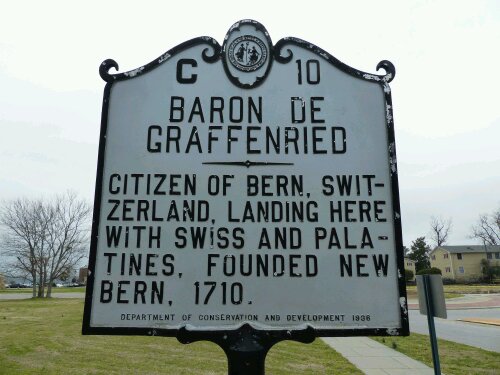 C 10
BARON DE
GRAFFENRIED
CITIZEN OF BERN, SWIT-
ZERLAND, LANDING HERE
WITH SWISS AND PALA-
TINES, FOUNDED NEW
BERN, 1710.
DEPARTMENT OF CONSERVATION AND DEVELOPMENT 1936